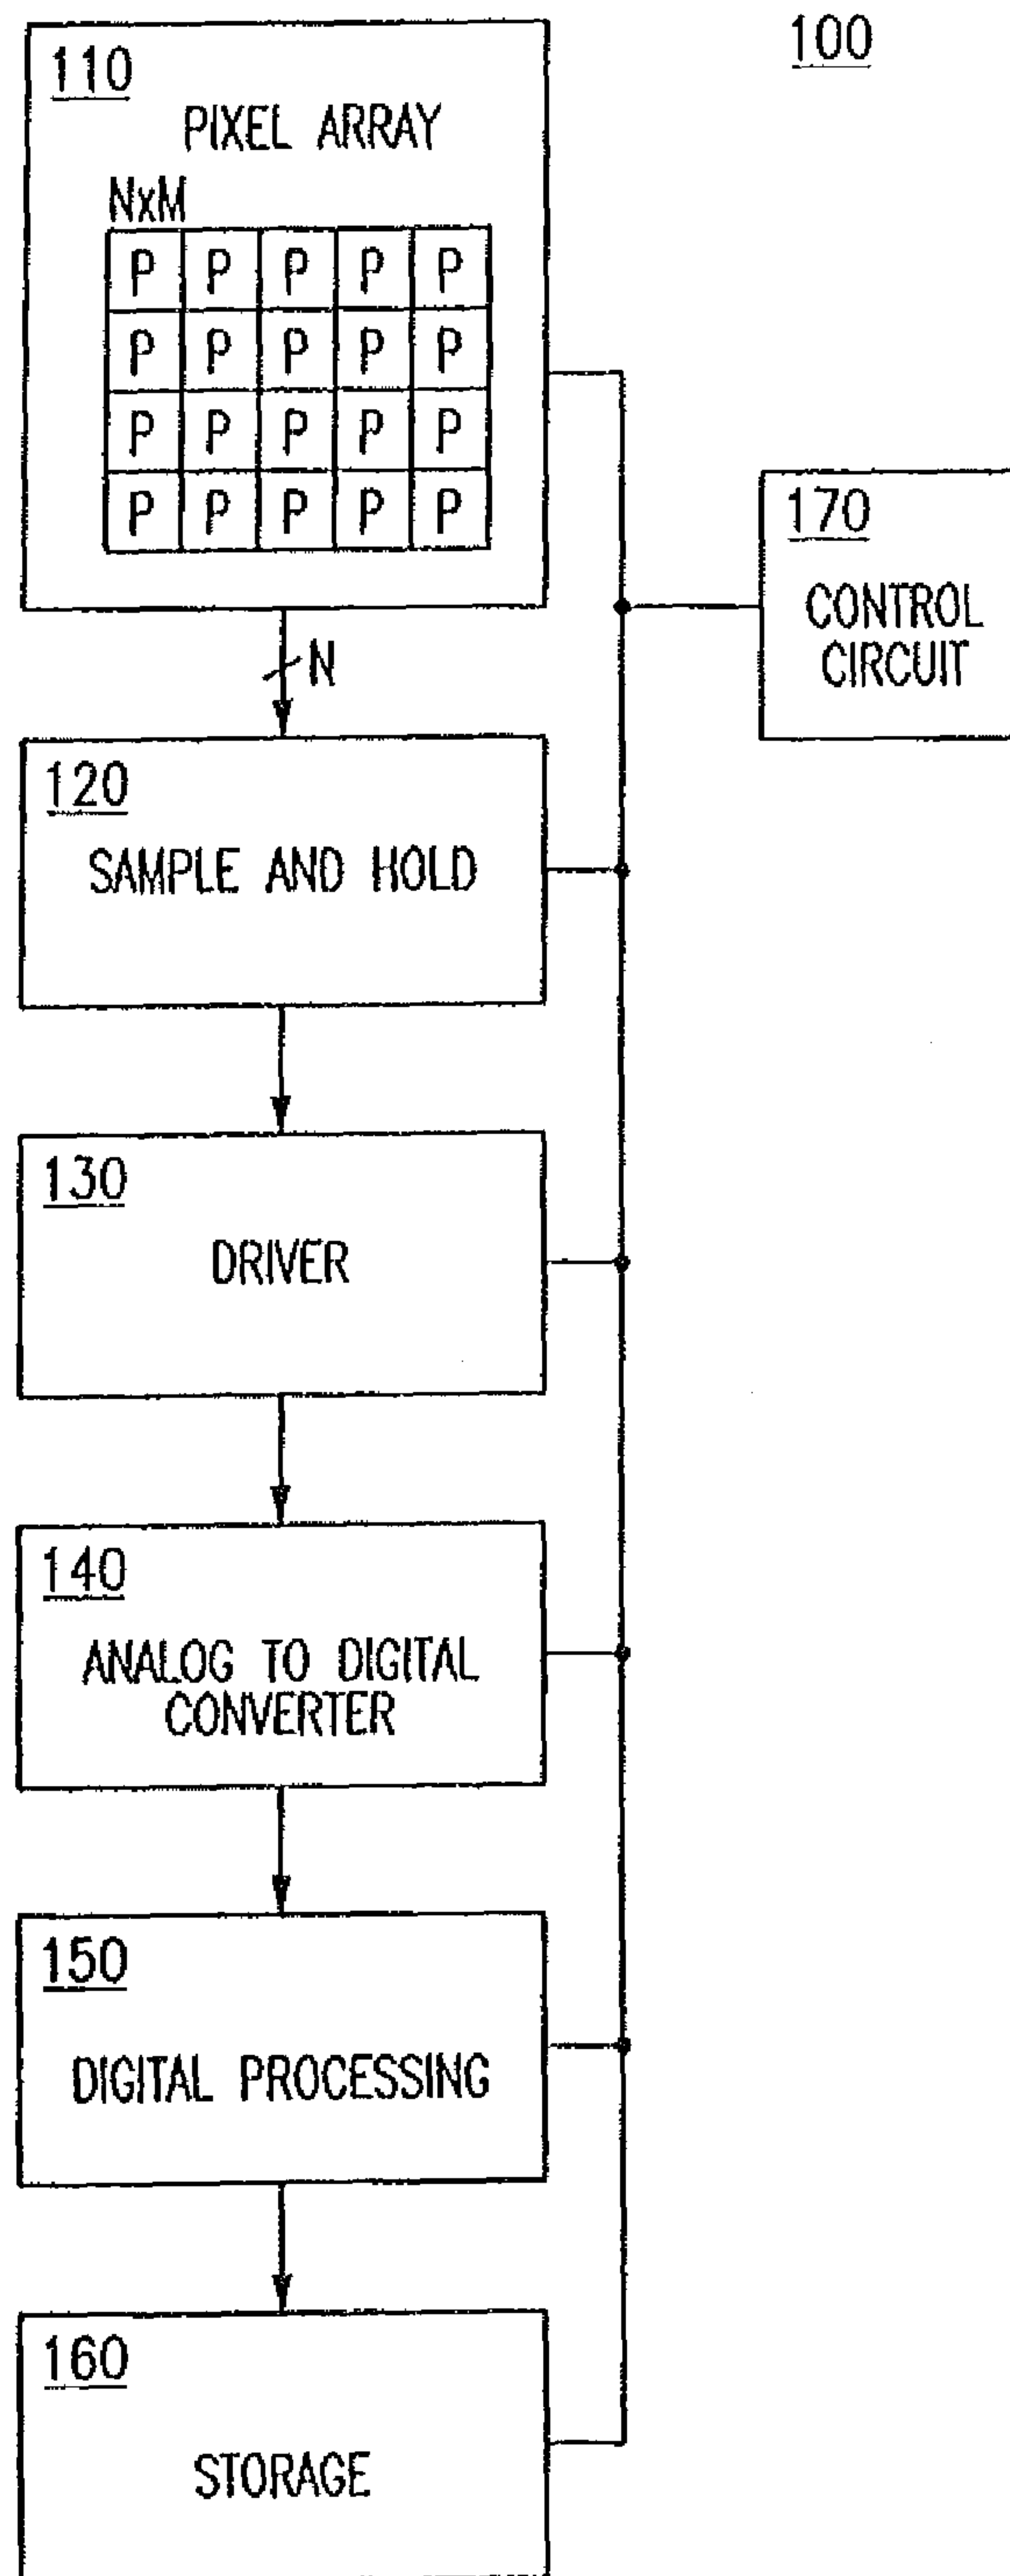 100
110
PIXEL ARRAY
NxM
P P P P P
P P P P P
P P P P P
P P P P P
N
170
CONTROL
CIRCUIT
120
SAMPLE AND HOLD
130
DRIVER
140
ANALOG TO DIGITAL
CONVERTER
150
DIGITAL PROCESSING
160
STORAGE